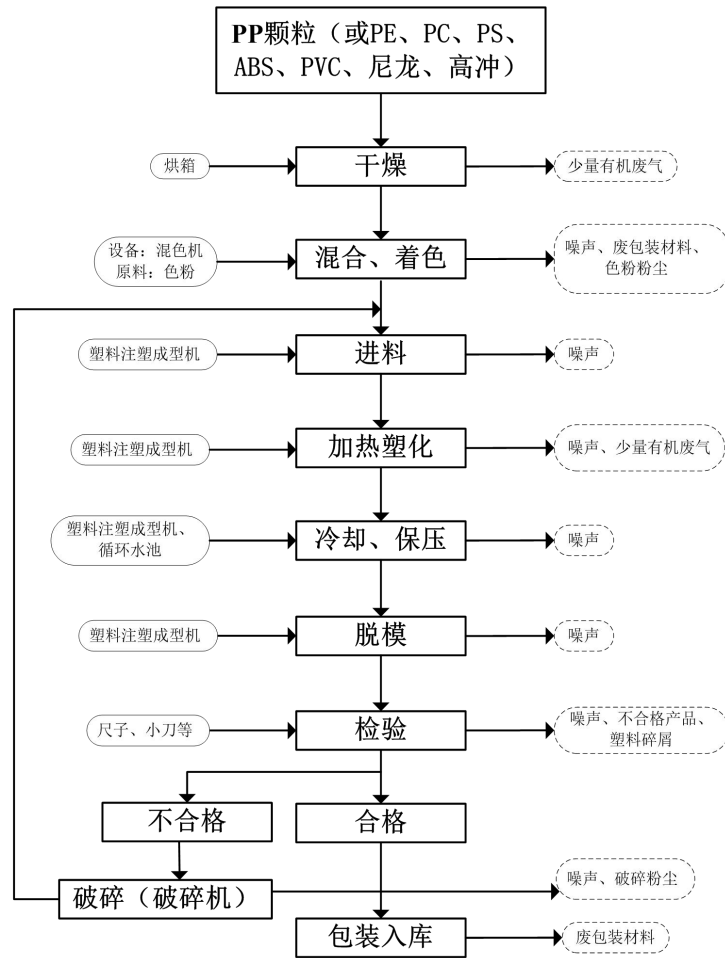 PP颗粒（或PE、PC、PS、
ABS、PVC、尼龙、高冲）
烘箱
干燥
少量有机废气
设备：混色机
原料：色粉
混合、着色
噪声、废包装材料、
色粉粉尘
塑料注塑成型机
进料
噪声
塑料注塑成型机
加热塑化
噪声、少量有机废气
塑料注塑成型机、
循环水池
冷却、保压
噪声
塑料注塑成型机
脱模
噪声
尺子、小刀等
检验
噪声、不合格产品、
塑料碎屑
不合格
合格
破碎（破碎机）
噪声、破碎粉尘
包装入库
废包装材料